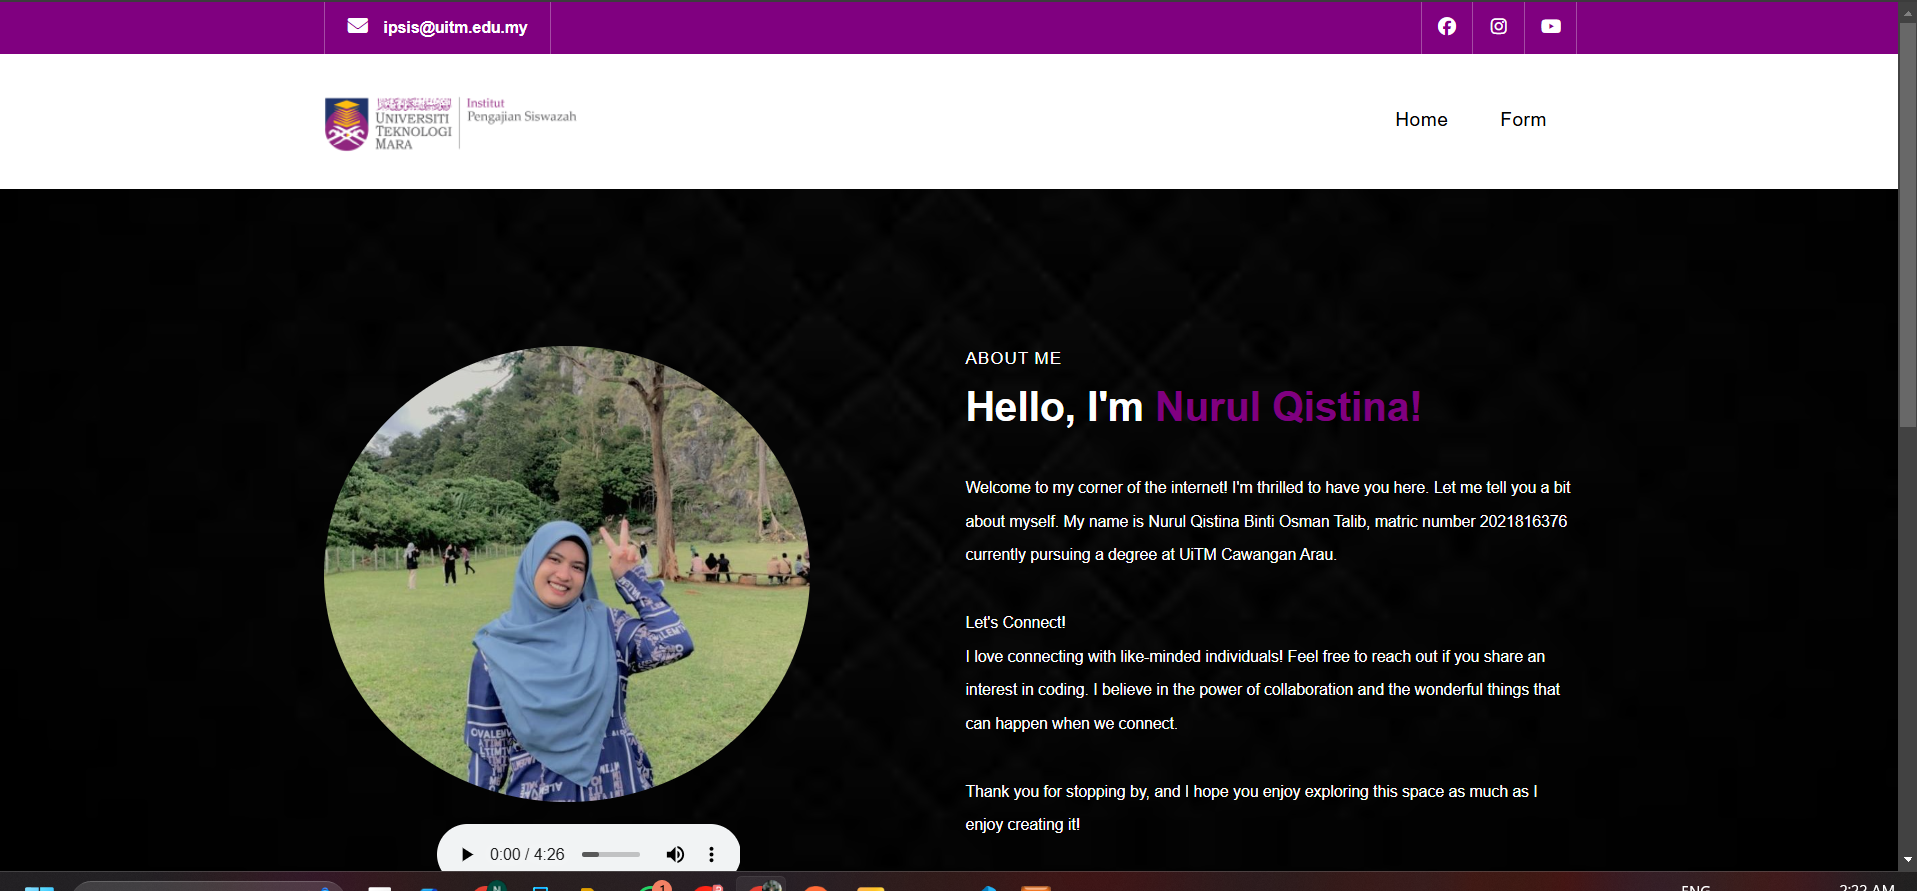 ipsis@uitm.edu.my
UNIVERSITI
TEKNOLOGI
MARA
Institut
Pengajian Siswazah
Home
Form
ABOUT ME
Hello, I'm Nurul Qistina!
Welcome to my corner of the internet! I'm thrilled to have you here. Let me tell you a bit
about myself. My name is Nurul Qistina Binti Osman Talib, matric number 2021816376
currently pursuing a degree at UiTM Cawangan Arau.
Let's Connect!
I love connecting with like-minded individuals! Feel free to reach out if you share an
interest in coding. I believe in the power of collaboration and the wonderful things that
can happen when we connect.
Thank you for stopping by, and I hope you enjoy exploring this space as much as I
enjoy creating it!
0:00 / 4:26
ENG
2:22 AM